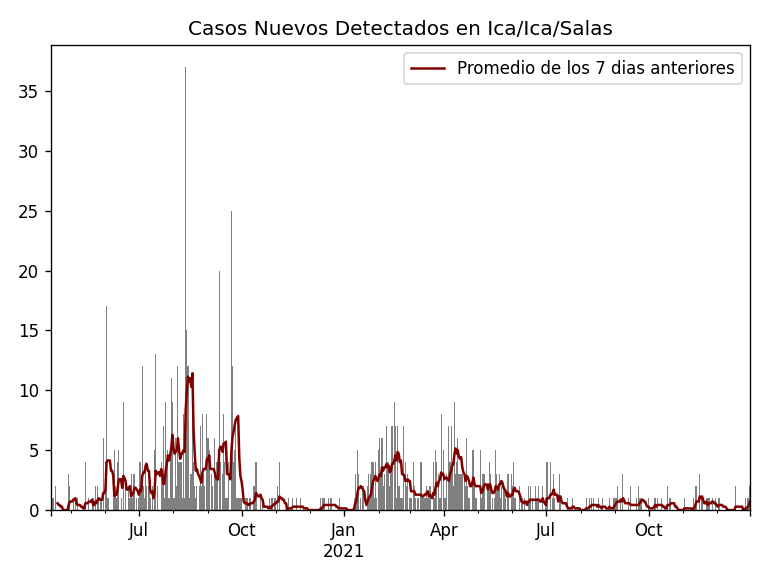 Casos Nuevos Detectados en Ica/Ica/Salas
Promedio de los 7 dias anteriores
35
30
25
20
15
10
5
0
Jul
Oct
Jan
2021
Apr
Jul
Oct